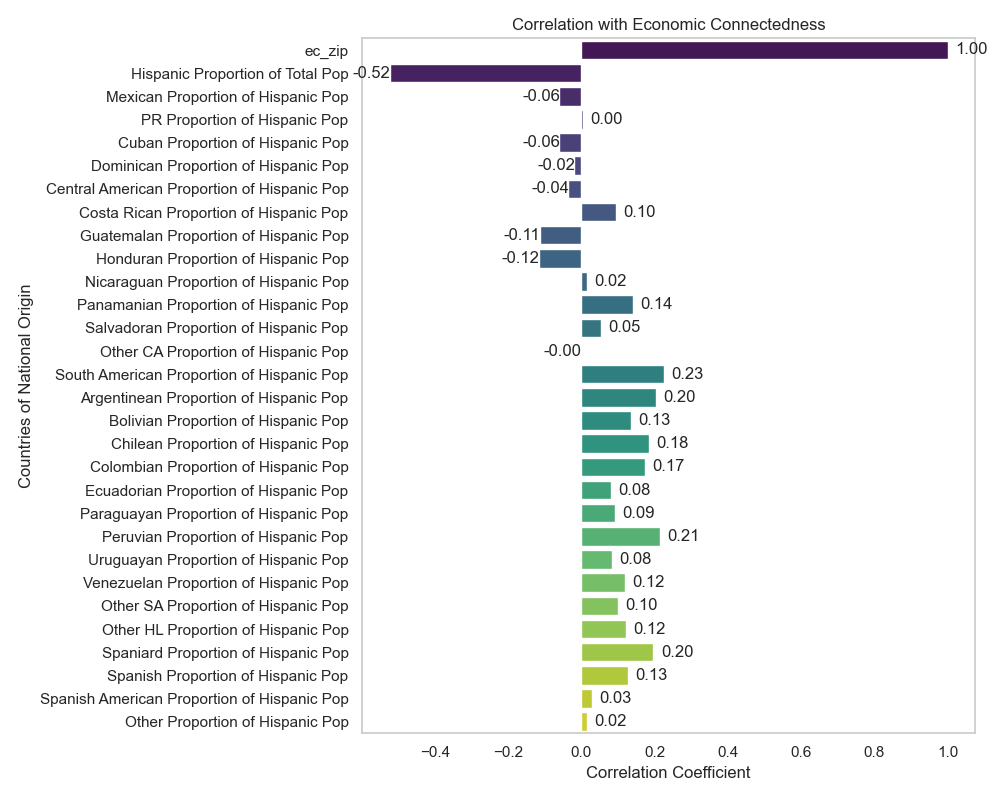 Correlation with Economic Connectedness
ec_zip 1.00
Hispanic Proportion of Total Pop -0.52
Mexican Proportion of Hispanic Pop -0.06
PR Proportion of Hispanic Pop 0.00
Cuban Proportion of Hispanic Pop -0.06
Dominican Proportion of Hispanic Pop -0.02
Central American Proportion of Hispanic Pop -0.04
Costa Rican Proportion of Hispanic Pop 0.10
Guatemalan Proportion of Hispanic Pop -0.11
Honduran Proportion of Hispanic Pop -0.12
Nicaraguan Proportion of Hispanic Pop 0.02
Panamanian Proportion of Hispanic Pop 0.14
Salvadoran Proportion of Hispanic Pop 0.05
Other CA Proportion of Hispanic Pop -0.00
South American Proportion of Hispanic Pop 0.23
Argentinean Proportion of Hispanic Pop 0.20
Bolivian Proportion of Hispanic Pop 0.13
Chilean Proportion of Hispanic Pop 0.18
Colombian Proportion of Hispanic Pop 0.17
Ecuadorian Proportion of Hispanic Pop 0.08
Paraguayan Proportion of Hispanic Pop 0.09
Peruvian Proportion of Hispanic Pop 0.21
Uruguayan Proportion of Hispanic Pop 0.08
Venezuelan Proportion of Hispanic Pop 0.12
Other SA Proportion of Hispanic Pop 0.10
Other HL Proportion of Hispanic Pop 0.12
Spaniard Proportion of Hispanic Pop 0.20
Spanish Proportion of Hispanic Pop 0.13
Spanish American Proportion of Hispanic Pop 0.03
Other Proportion of Hispanic Pop 0.02
Countries of National Origin
−0.4 −0.2 0.0 0.2 0.4 0.6 0.8 1.0
Correlation Coefficient